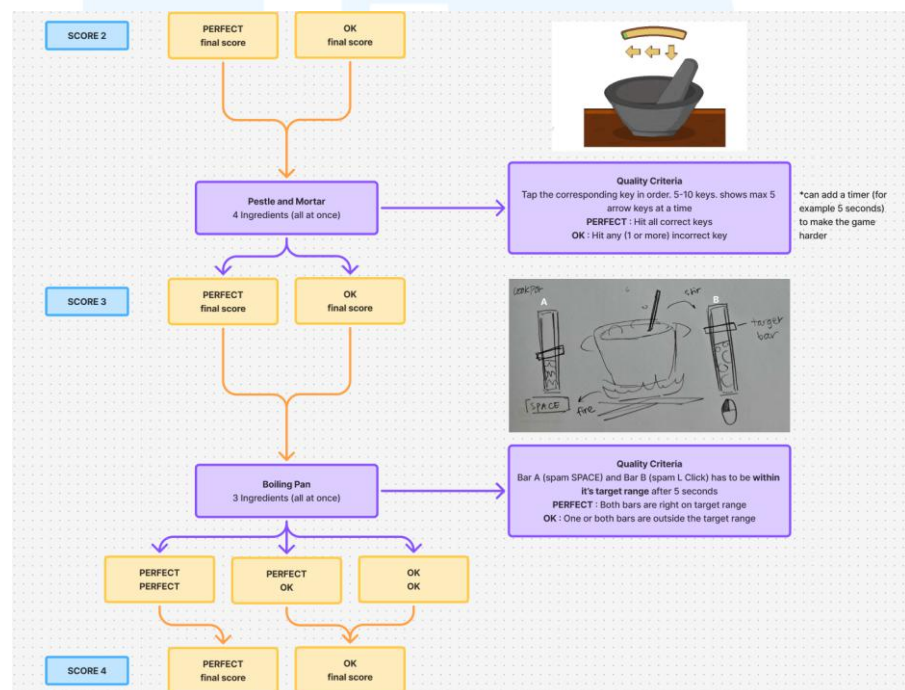 SCORE 2
PERFECT
final score
OK
final score
Pestle and Mortar
4 Ingredients (all at once)
Quality Criteria
Tap the corresponding key in order. 5-10 keys. shows max 5
arrow keys at a time
PERFECT : Hit all correct keys
OK : Hit any (1 or more) incorrect key
*can add a timer (for
example 5 seconds)
to make the game
harder
SCORE 3
PERFECT
final score
OK
final score
A
stir
B
target
bar
SPACE
fire
Boiling Pan
3 Ingredients (all at once)
Quality Criteria
Bar A (spam SPACE) and Bar B (spam L Click) has to be within
it's target range after 5 seconds
PERFECT : Both bars are right on target range
OK : One or both bars are outside the target range
PERFECT
PERFECT
PERFECT
OK
OK
OK
SCORE 4
PERFECT
final score
OK
final score